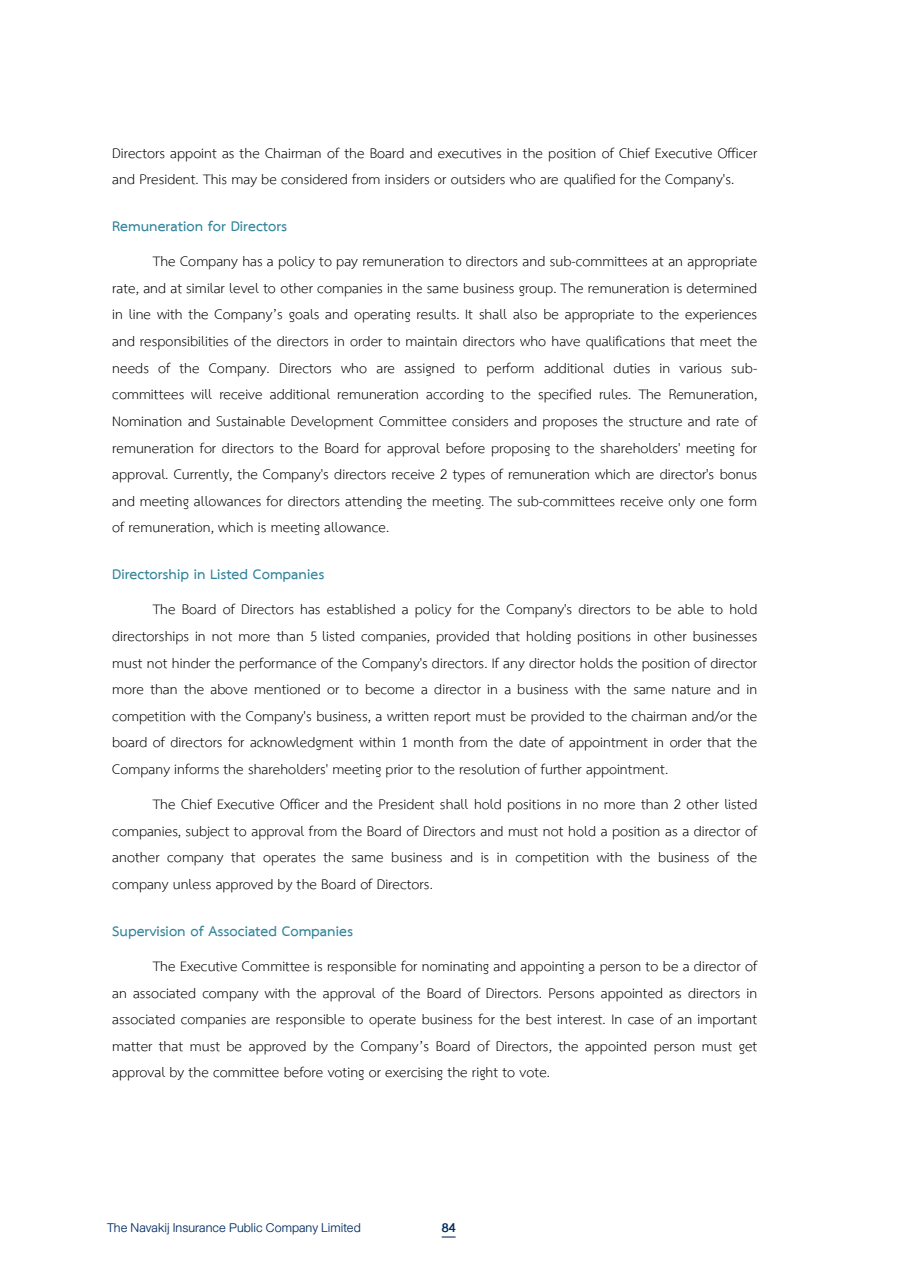 Directors appoint as the Chairman of the Board and executives in the position of Chief Executive Officer
and President. This may be considered from insiders or outsiders who are qualified for the Company's.
Remuneration for Directors
The Company has a policy to pay remuneration to directors and sub-committees at an appropriate
rate, and at similar level to other companies in the same business group. The remuneration is determined
in line with the Company’s goals and operating results. It shall also be appropriate to the experiences
and responsibilities of the directors in order to maintain directors who have qualifications that meet the
needs of the Company. Directors who are assigned to perform additional duties in various sub-
committees will receive additional remuneration according to the specified rules. The Remuneration,
Nomination and Sustainable Development Committee considers and proposes the structure and rate of
remuneration for directors to the Board for approval before proposing to the shareholders' meeting for
approval. Currently, the Company's directors receive 2 types of remuneration which are director's bonus
and meeting allowances for directors attending the meeting. The sub-committees receive only one form
of remuneration, which is meeting allowance.
Directorship in Listed Companies
The Board of Directors has established a policy for the Company's directors to be able to hold
directorships in not more than 5 listed companies, provided that holding positions in other businesses
must not hinder the performance of the Company's directors. If any director holds the position of director
more than the above mentioned or to become a director in a business with the same nature and in
competition with the Company's business, a written report must be provided to the chairman and/or the
board of directors for acknowledgment within 1 month from the date of appointment in order that the
Company informs the shareholders' meeting prior to the resolution of further appointment.
The Chief Executive Officer and the President shall hold positions in no more than 2 other listed
companies, subject to approval from the Board of Directors and must not hold a position as a director of
another company that operates the same business and is in competition with the business of the
company unless approved by the Board of Directors.
Supervision of Associated Companies
The Executive Committee is responsible for nominating and appointing a person to be a director of
an associated company with the approval of the Board of Directors. Persons appointed as directors in
associated companies are responsible to operate business for the best interest. In case of an important
matter that must be approved by the Company’s Board of Directors, the appointed person must get
approval by the committee before voting or exercising the right to vote.
The Navakij Insurance Public Company Limited 84